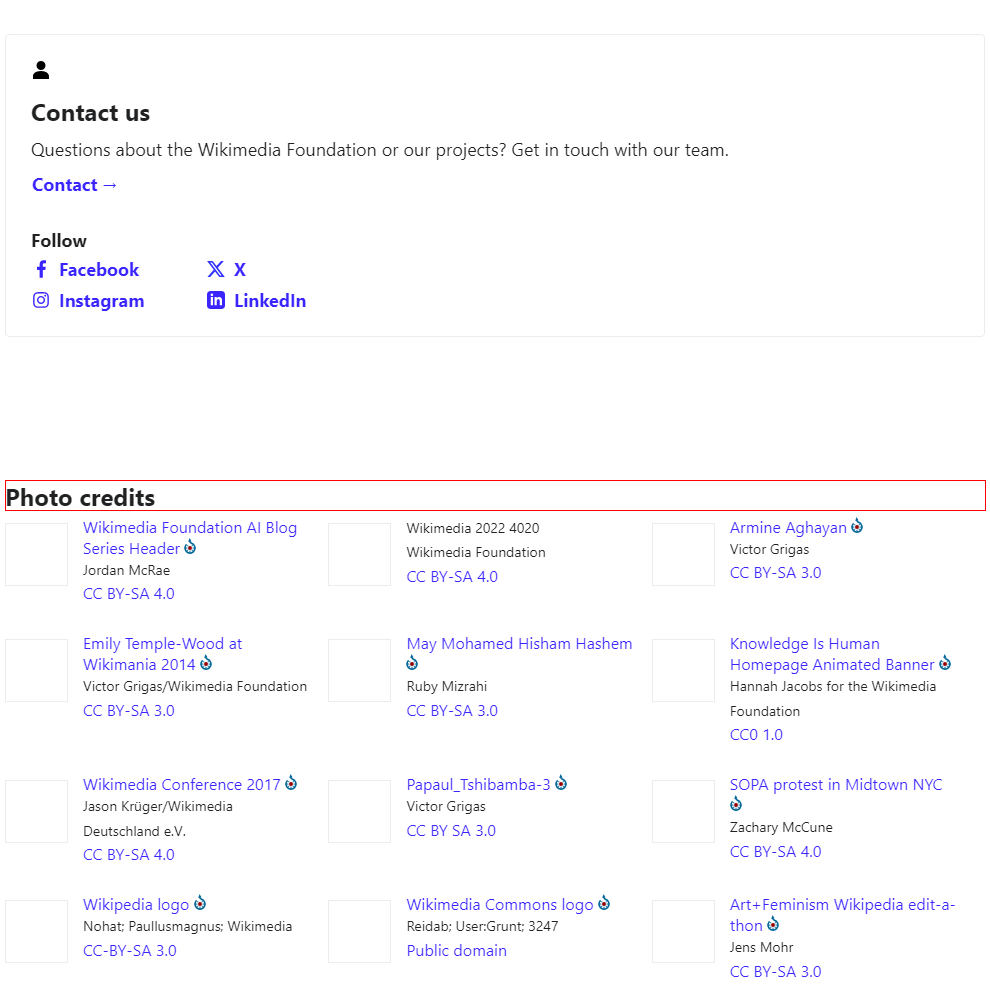 Contact us
Questions about the Wikimedia Foundation or our projects? Get in touch with our team.
Contact →
Follow
Facebook
X
Instagram
LinkedIn
Photo credits
Wikimedia Foundation AI Blog
Series Header
Jordan McRae
CC BY-SA 4.0
Wikimedia 2022 4020
Wikimedia Foundation
CC BY-SA 4.0
Armine Aghayan
Victor Grigas
CC BY-SA 3.0
Emily Temple-Wood at
Wikimania 2014
Victor Grigas/Wikimedia Foundation
CC BY-SA 3.0
May Mohamed Hisham Hashem
Ruby Mizrahi
CC BY-SA 3.0
Knowledge Is Human
Homepage Animated Banner
Hannah Jacobs for the Wikimedia
Foundation
CC0 1.0
Wikimedia Conference 2017
Jason Krüger/Wikimedia
Deutschland e.V.
CC BY-SA 4.0
Papaul_Tshibamba-3
Victor Grigas
CC BY SA 3.0
SOPA protest in Midtown NYC
Zachary McCune
CC BY-SA 4.0
Wikipedia logo
Nohat; Paullusmagnus; Wikimedia
CC-BY-SA 3.0
Wikimedia Commons logo
Reidab; User:Grunt; 3247
Public domain
Art+Feminism Wikipedia edit-a-
thon
Jens Mohr
CC BY-SA 3.0